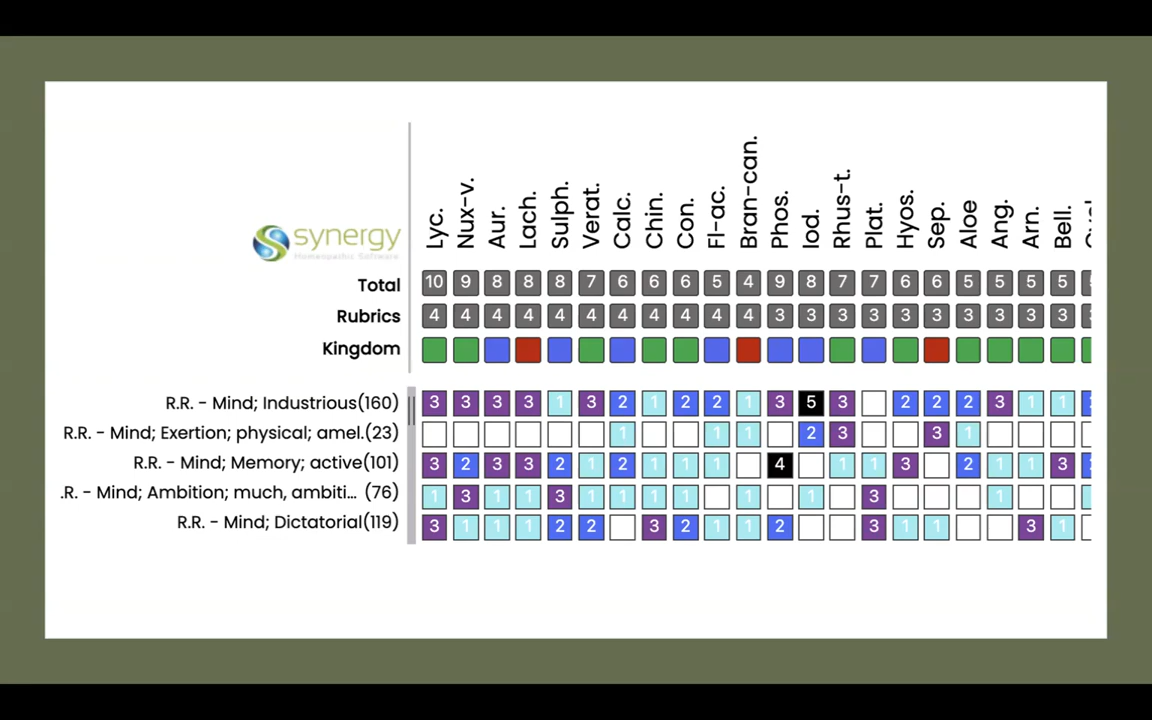 Lyc. Nux-v. Aur. Lach. Sulph. Verat. Calc. Chin. Con. Fl-ac. Bran-can. Phos. Iod. Rhus-t. Plat. Hyos. Sep. Aloe Ang. Arn. Bell.
synergy
Homeopathic Software
Total 10 9 8 8 8 7 6 6 6 5 4 9 8 7 7 6 6 5 5 5 5
Rubrics 4 4 4 4 4 4 4 4 4 4 4 3 3 3 3 3 3 3 3 3 3
Kingdom
R.R. - Mind; Industrious(160) 3 3 3 3 1 3 2 1 2 2 1 3 5 3 2 2 2 3 1 1
R.R. - Mind; Exertion; physical; amel.(23) 1 1 1 2 3 3 1
R.R. - Mind; Memory; active(101) 3 2 3 3 2 1 2 1 1 1 4 1 1 3 2 1 1 3
.R. - Mind; Ambition; much, ambiti... (76) 1 3 1 1 3 1 1 1 1 1 1 3 1
R.R. - Mind; Dictatorial(119) 3 1 1 1 2 2 3 2 1 1 2 3 1 1 3 1